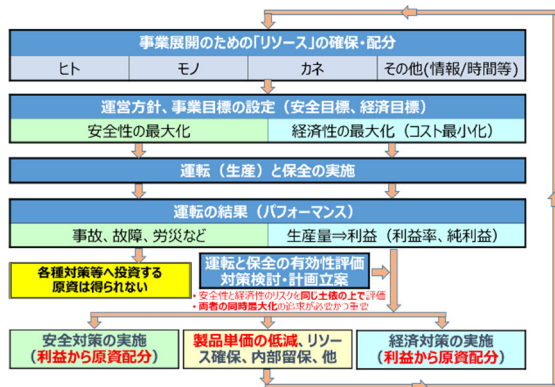 事業展開のための「リソース」の確保・配分
ヒト
モノ
カネ
その他(情報/時間等)
運営方針、事業目標の設定（安全目標、経済目標）
安全性の最大化
経済性の最大化（コスト最小化）
運転（生産）と保全の実施
運転の結果（パフォーマンス）
事故、故障、労災など
生産量⇒利益（利益率、純利益）
各種対策等へ投資する
原資は得られない
運転と保全の有効性評価
対策検討・計画立案
・安全性と経済性のリスクを同じ土俵の上で評価
・両者の同時最大化の追求が必要かつ重要
安全対策の実施
（利益から原資配分）
製品単価の低減、リソー
ス確保、内部留保、他
経済対策の実施
（利益から原資配分）